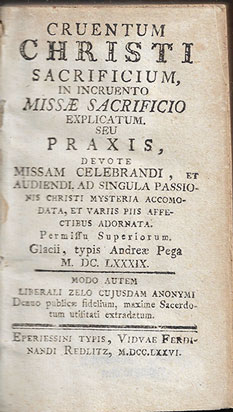 CRUENTUM
CHRISTI
SACRIFICIUM,
IN INCRUENTO
MISSÆ SACRIFICIO
EXPLICATUM.
SEU
PRAXIS,
DEVOTE
MISSAM CELEBRANDI, ET
AUDIENDI, AD SINGULA PASSIO-
NIS CHRISTI MYSTERIA ACCOMO-
DATA, ET VARIIS PIIS AFFE-
CTIBUS ADORNATA.
Permissu Superiorum.
Glacii, typis Andreæ Pega
M. DC. LXXXIX.
MODO AUTEM
LIBERALI ZELO CUJUSDAM ANONYMI
Denuo publicæ fidelium, maxime Sacerdo-
tum utilitati extradatum.
EPERIESSINI TYPIS, VIDVAE FERDI-
NANDI REDLITZ, M.DCC.LXXVI.